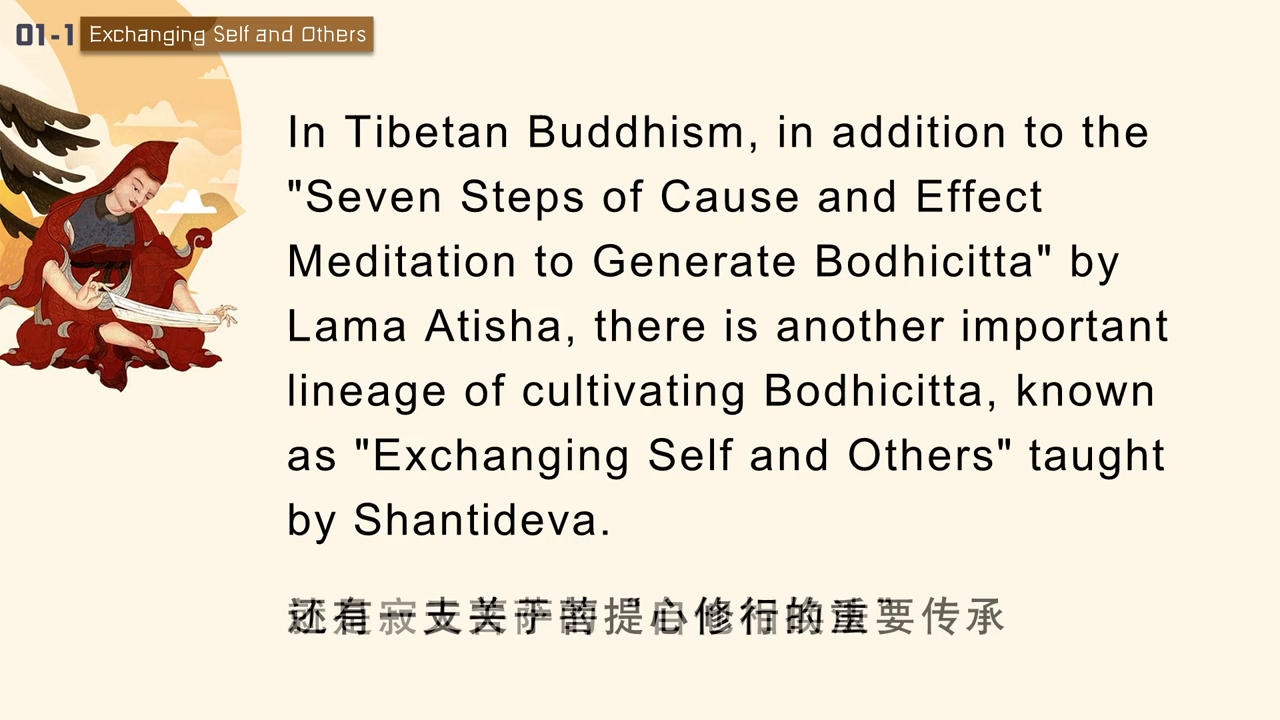 01-1 Exchanging Self and Others
In Tibetan Buddhism, in addition to the
"Seven Steps of Cause and Effect
Meditation to Generate Bodhicitta" by
Lama Atisha, there is another important
lineage of cultivating Bodhicitta, known
as "Exchanging Self and Others" taught
by Shantideva.
还有一支关于菩提心修行的重要传承